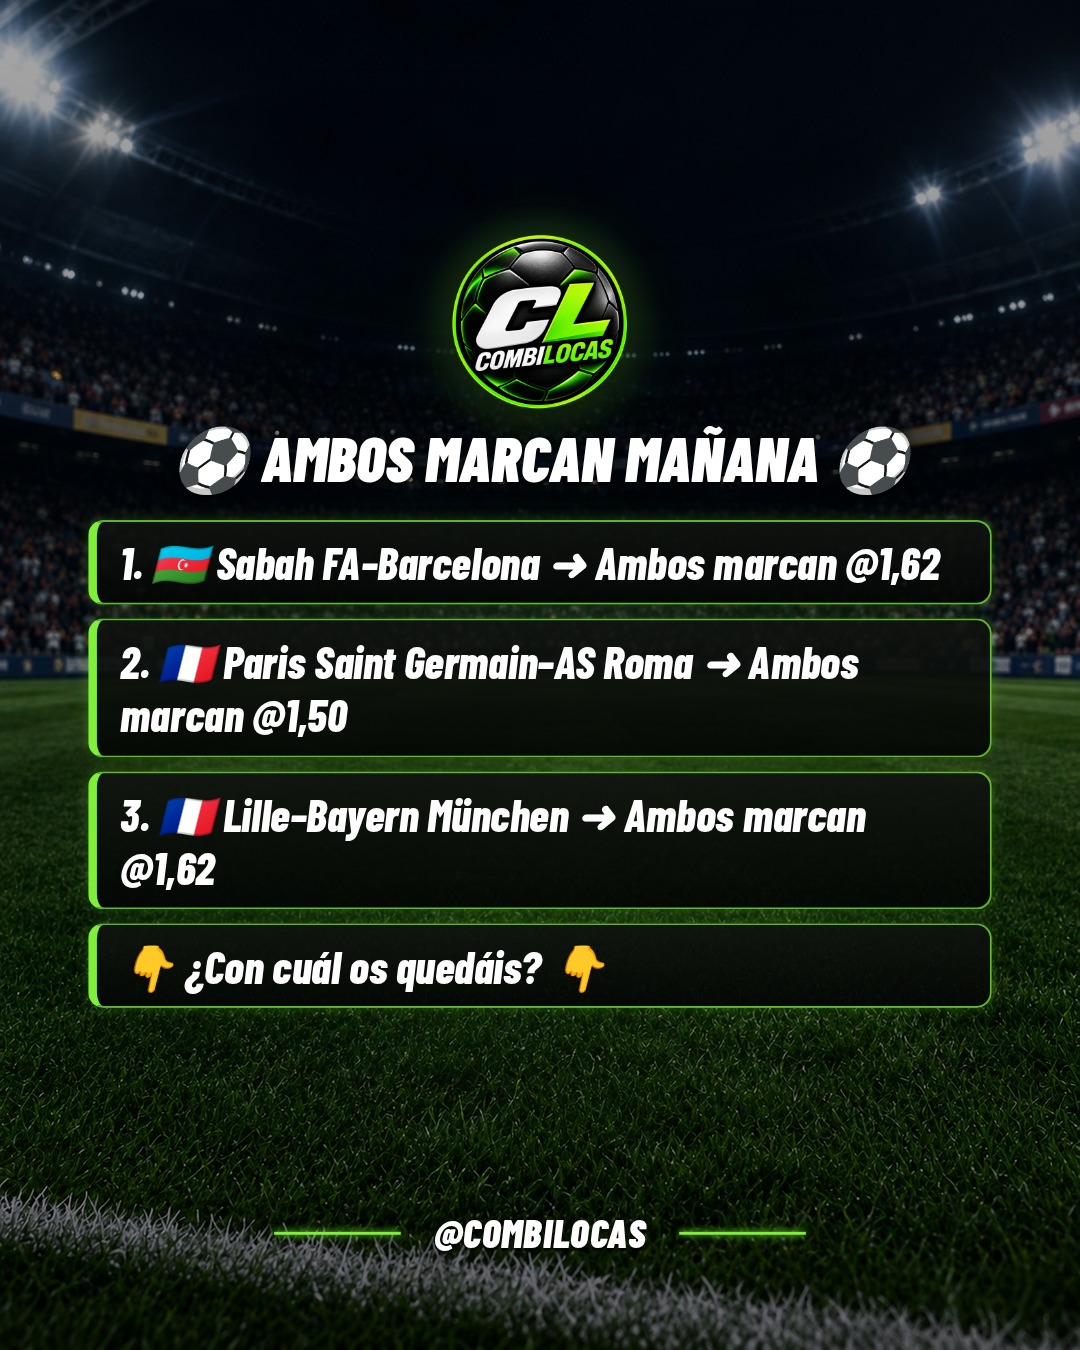 CL
COMBILOCAS
⚽ AMBOS MARCAN MAÑANA ⚽
1. 🇦🇿 Sabah FA-Barcelona ➜ Ambos marcan @1,62
2. 🇫🇷 Paris Saint Germain-AS Roma ➜ Ambos
marcan @1,50
3. 🇫🇷 Lille-Bayern München ➜ Ambos marcan
@1,62
👇 ¿Con cuál os quedáis? 👇
@COMBILOCAS